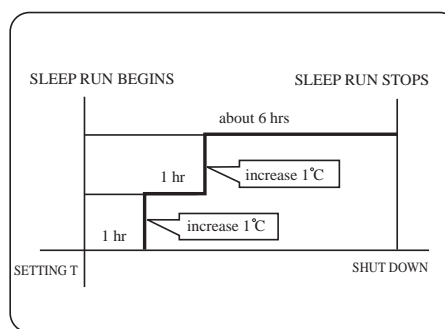 SLEEP RUN BEGINS
SLEEP RUN STOPS
about 6 hrs
1 hr
increase 1°C
increase 1°C
1 hr
SETTING T
SHUT DOWN